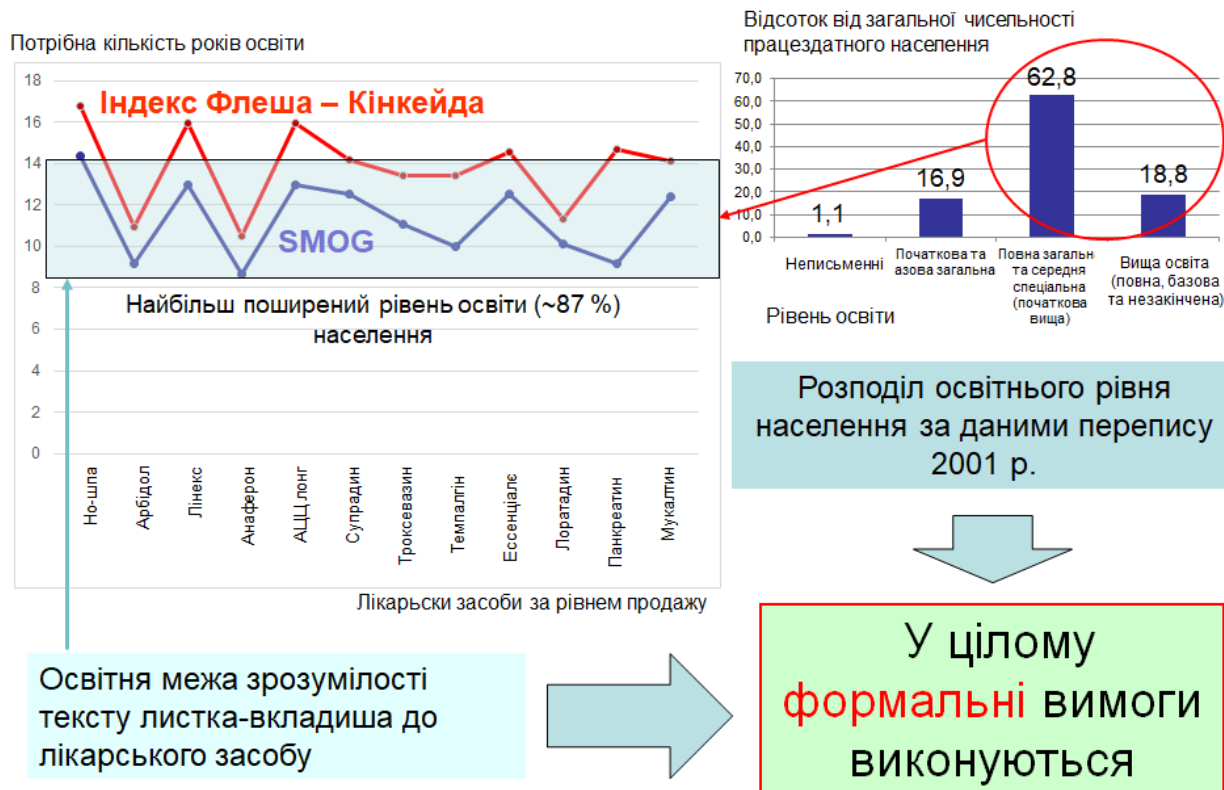 Потрібна кількість років освіти
18
16
14
12
10
8
6
4
2
0
Індекс Флеша – Кінкейда
SMOG
Найбільш поширений рівень освіти (~87 %)
населення
Но-шпа
Арбідол
Лінекс
Анаферон
АЦЦ лонг
Супрадин
Троксевазин
Темпалгін
Ессенціалє
Лоратадин
Панкреатин
Мукалтин
Лікарьски засоби за рівнем продажу
Відсоток від загальної чисельності
працездатного населення
70,0
60,0
50,0
40,0
30,0
20,0
10,0
0,0
1,1
16,9
62,8
18,8
Неписьменні
Початкова та
азова загальна
Повна загальн
та середня
спеціальна
(початкова
вища)
Вища освіта
(повна, базова
та незакінчена)
Рівень освіти
Розподіл освітнього рівня
населення за даними перепису
2001 р.
Освітня межа зрозумілості
тексту листка-вкладиша до
лікарського засобу
У цілому
формальні вимоги
виконуються